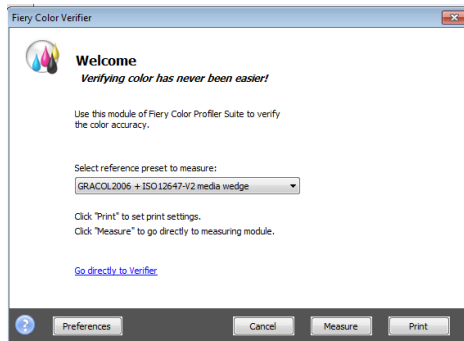 Fiery Color Verifier
Welcome
Verifying color has never been easier!
Use this module of Fiery Color Profiler Suite to verify
the color accuracy.
Select reference preset to measure:
GRACOL2006 + ISO12647-V2 media wedge
Click "Print" to set print settings.
Click "Measure" to go directly to measuring module.
Go directly to Verifier
? Preferences Cancel Measure Print